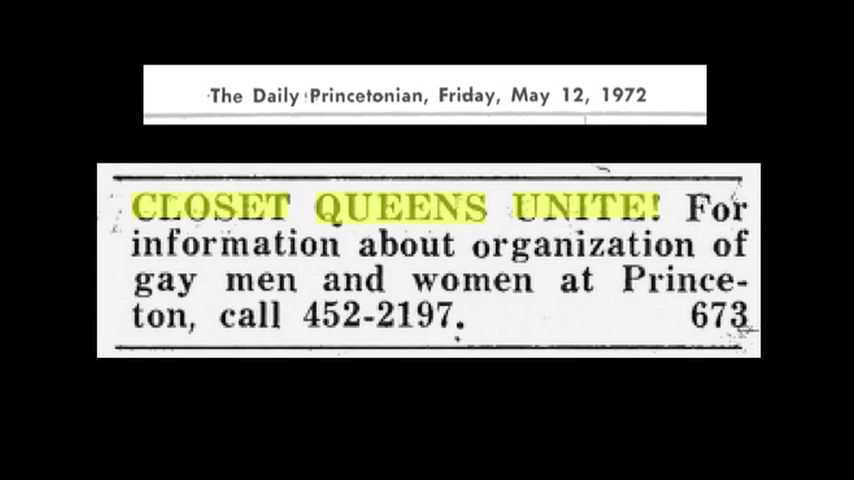 The Daily Princetonian, Friday, May 12, 1972
CLOSET QUEENS UNITE! For
information about organization of
gay men and women at Prince-
ton, call 452-2197. 673